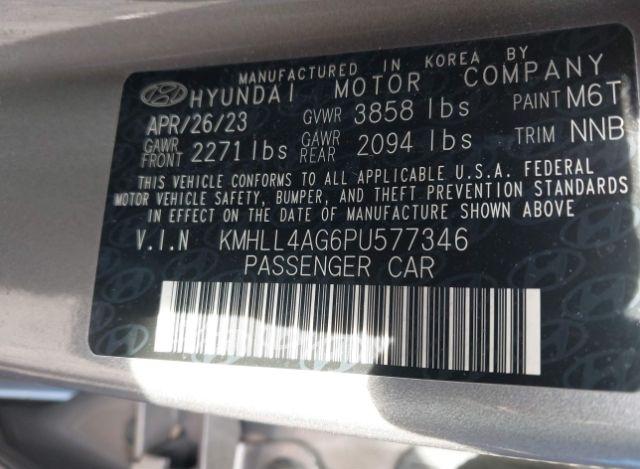 MANUFACTURED IN KOREA BY
HYUNDAI MOTOR COMPANY
APR/26/23 GVWR 3858 lbs PAINT M6T
GAWR FRONT 2271 lbs GAWR REAR 2094 lbs TRIM NNB
THIS VEHICLE CONFORMS TO ALL APPLICABLE U.S.A. FEDERAL
MOTOR VEHICLE SAFETY, BUMPER, AND THEFT PREVENTION STANDARDS
IN EFFECT ON THE DATE OF MANUFACTURE SHOWN ABOVE
V.I.N KMHLL4AG6PU577346
PASSENGER CAR